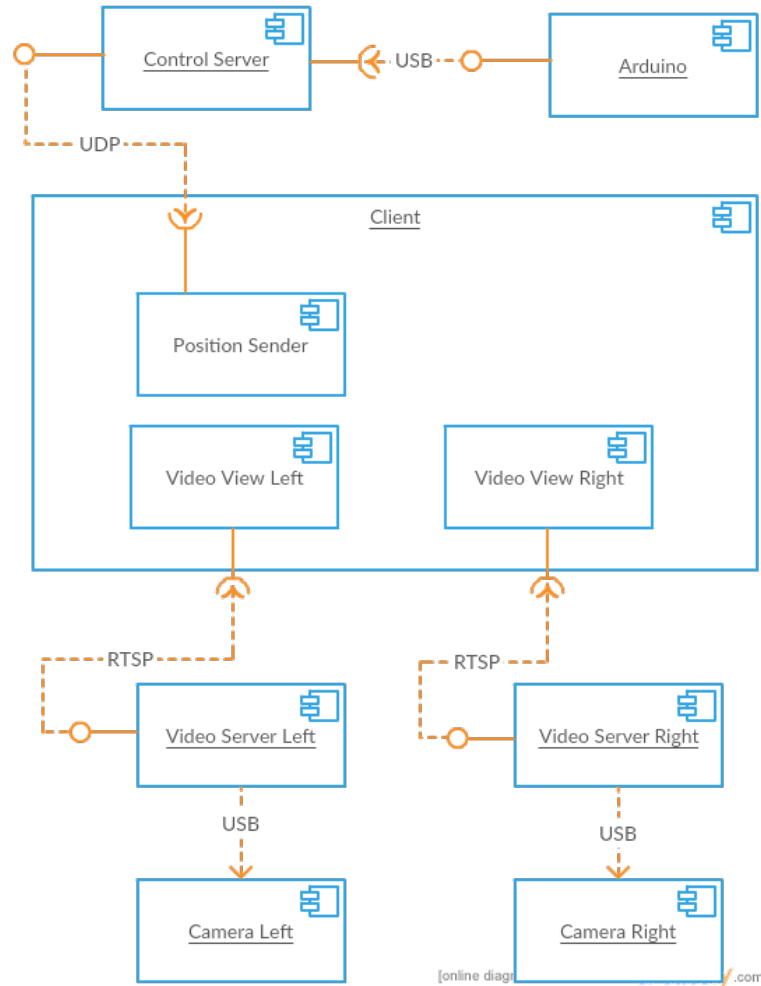 Control Server
USB
Arduino
UDP
Client
Position Sender
Video View Left
Video View Right
RTSP
RTSP
Video Server Left
Video Server Right
USB
USB
Camera Left
Camera Right
[online
.com